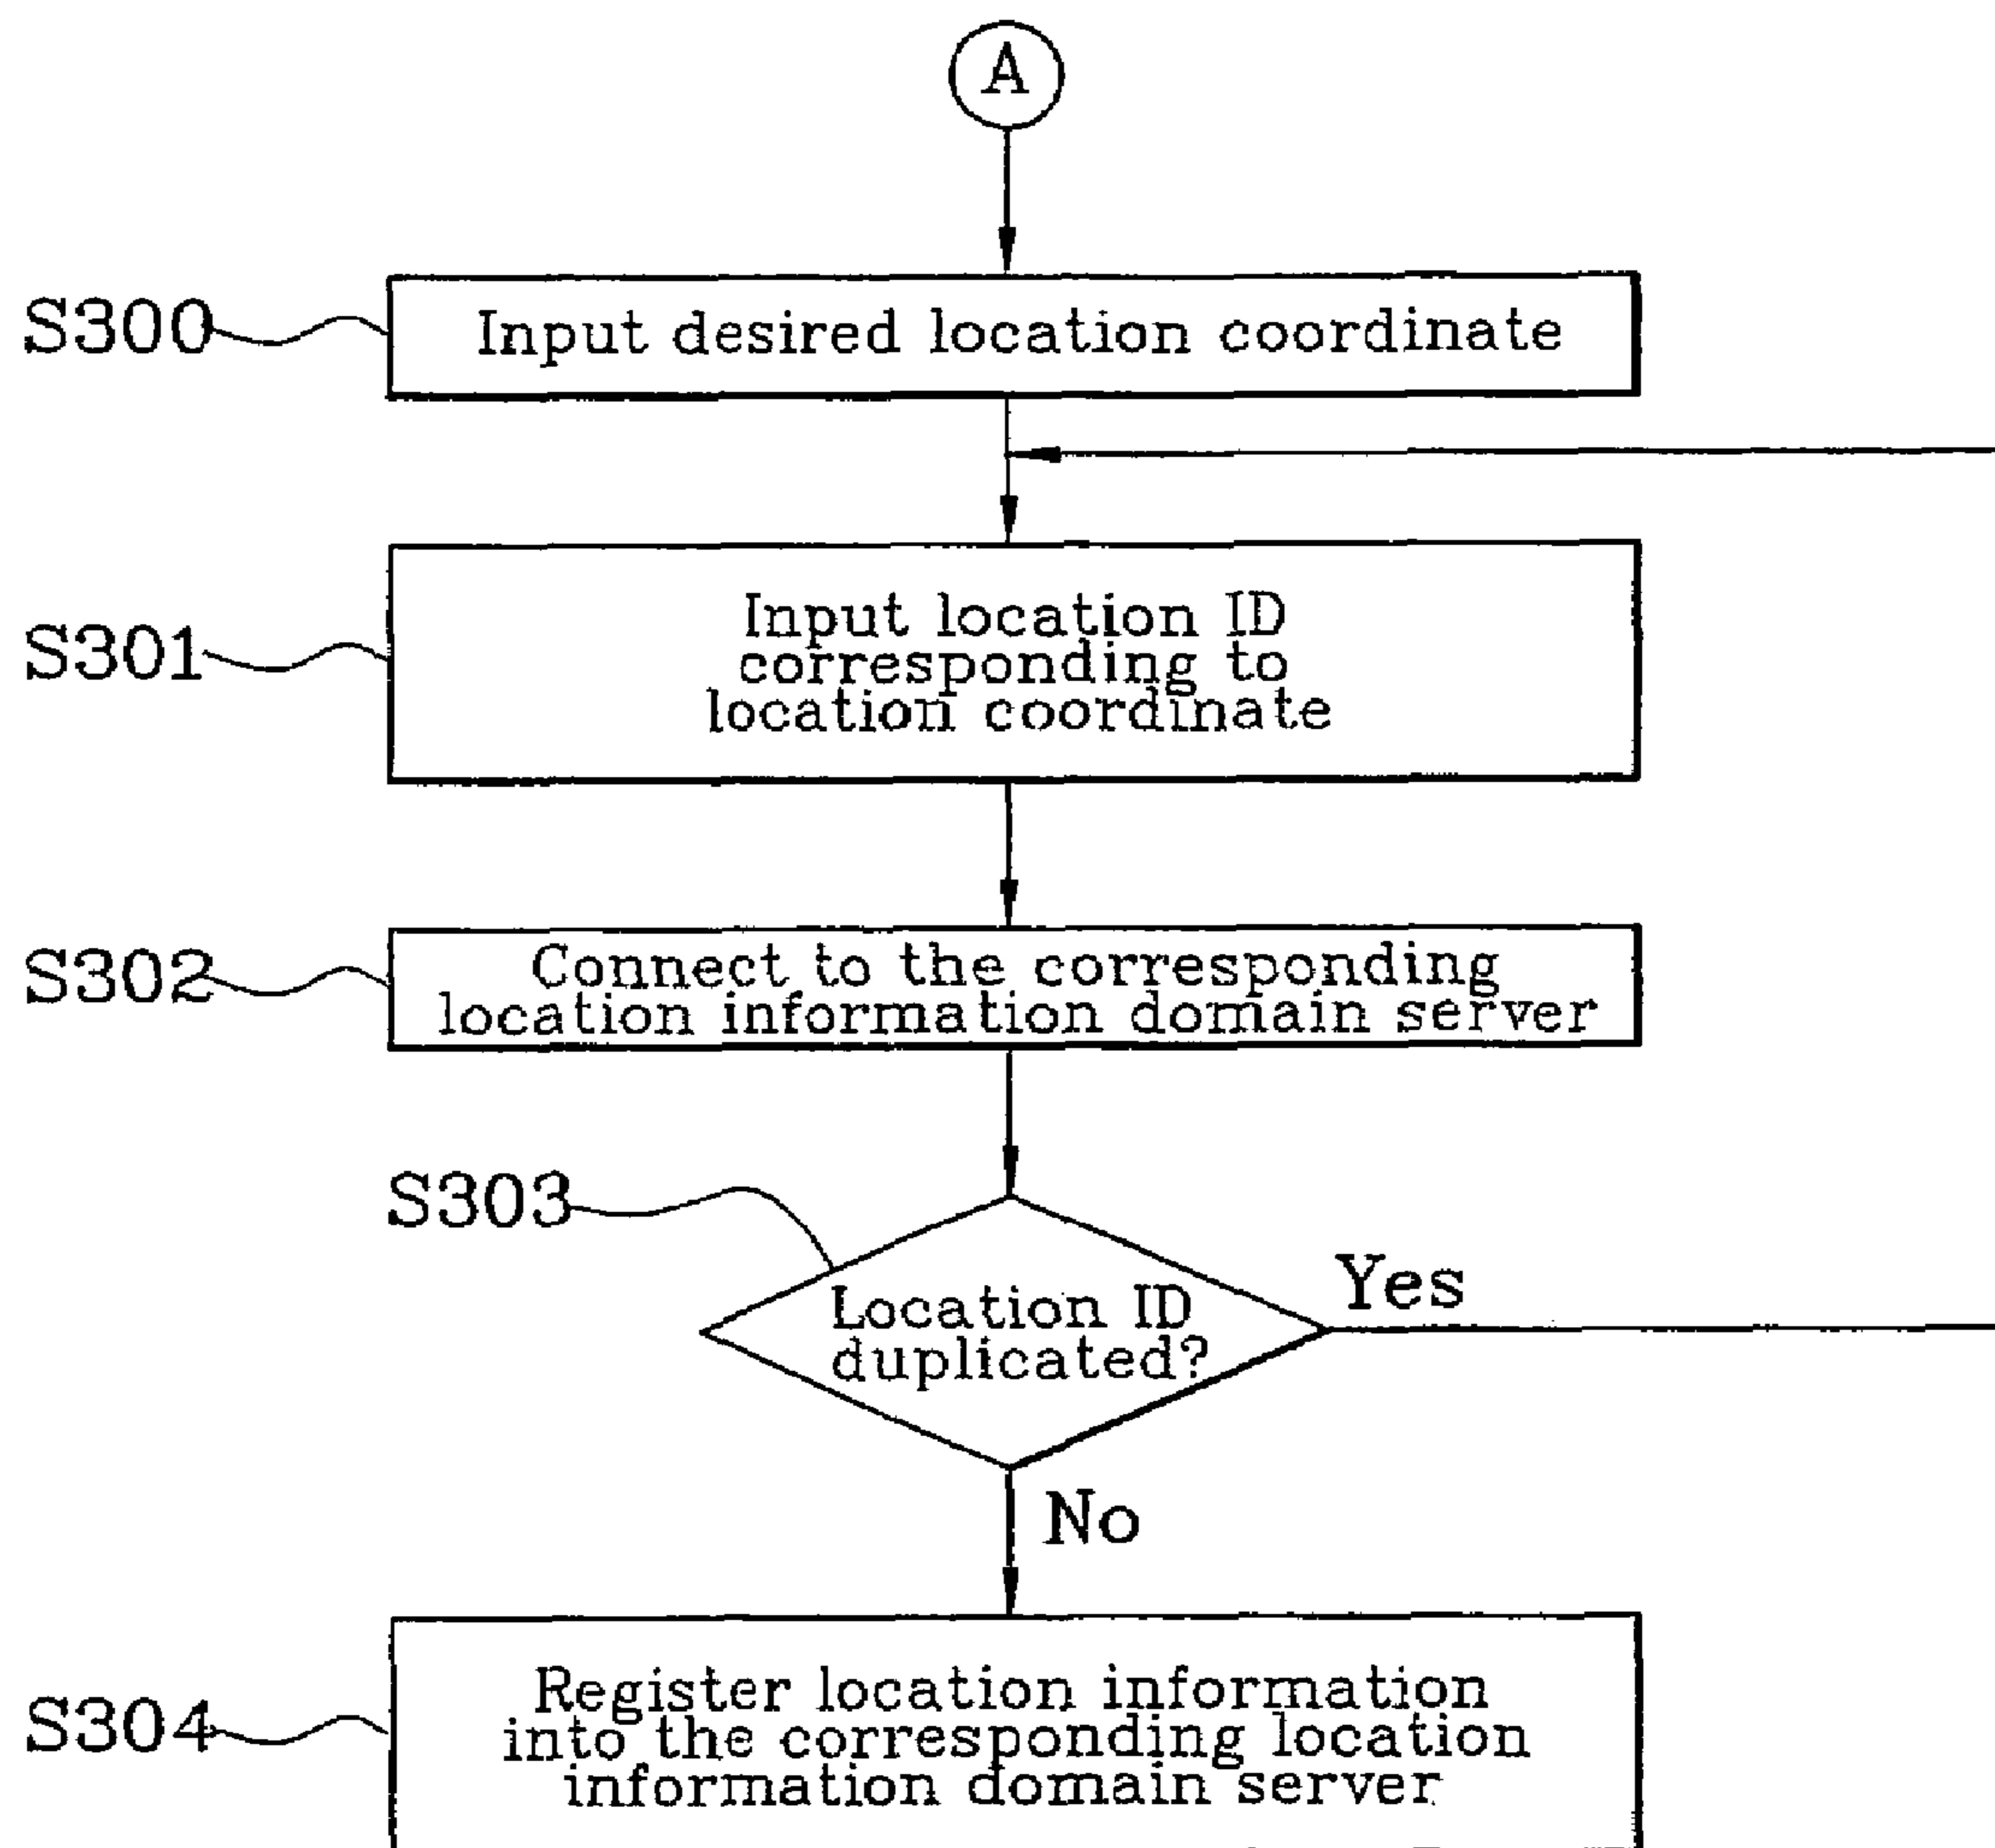 A
S300
Input desired location coordinate
S301
Input location ID
corresponding to
location coordinate
S302
Connect to the corresponding
location information domain server
S303
Location ID
duplicated?
Yes
No
S304
Register location information
into the corresponding location
information domain server